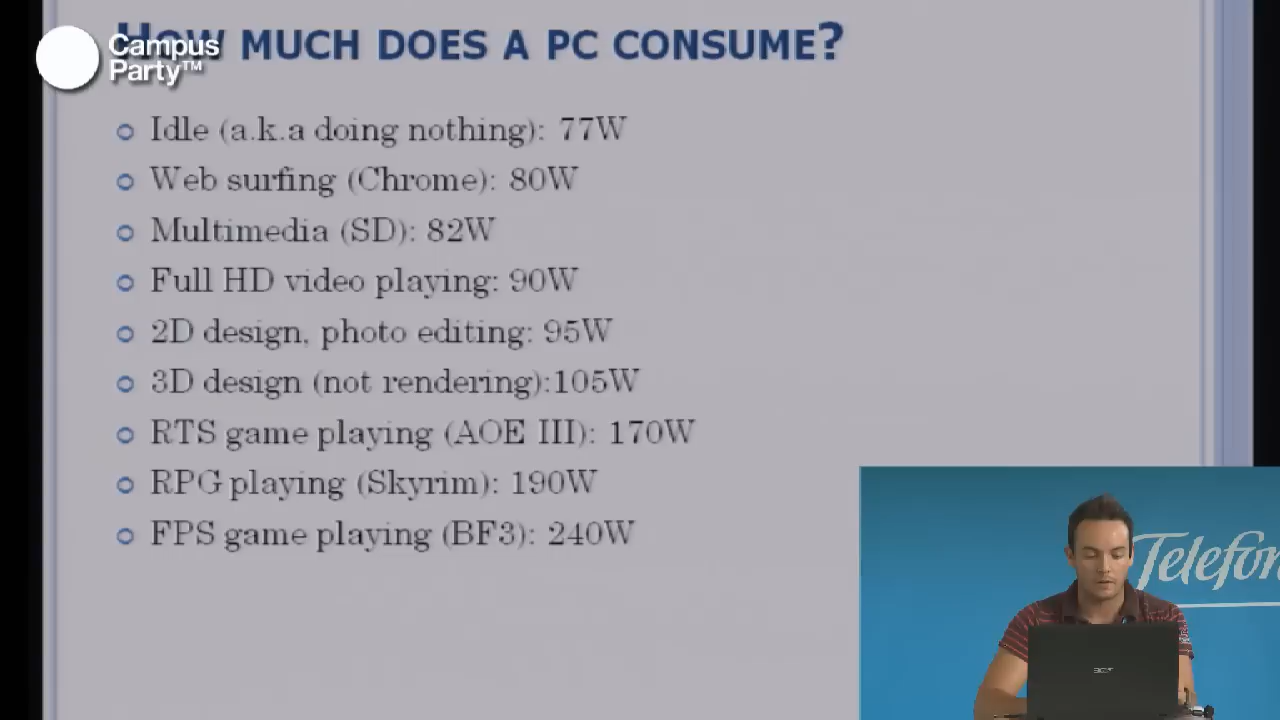 HOW MUCH DOES A PC CONSUME?
Campus
Party™
Idle (a.k.a doing nothing): 77W
Web surfing (Chrome): 80W
Multimedia (SD): 82W
Full HD video playing: 90W
2D design, photo editing: 95W
3D design (not rendering):105W
RTS game playing (AOE III): 170W
RPG playing (Skyrim): 190W
FPS game playing (BF3): 240W
Telefon
acer